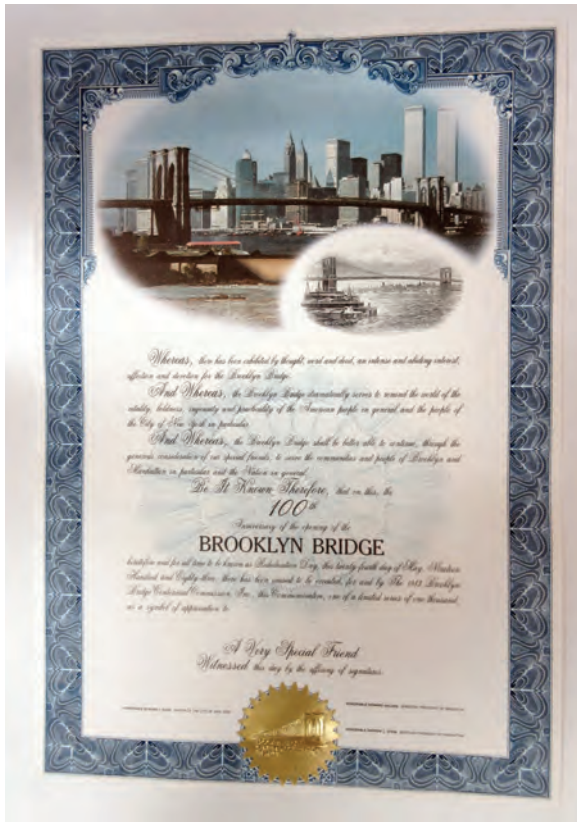 Whereas, there has been exhibited by thought, word and deed, an intense and abiding interest,
affection and devotion for the Brooklyn Bridge.
And Whereas, the Brooklyn Bridge dramatically serves to remind the world of the
vitality, boldness, ingenuity and practicality of the American people in general and the people of
the City of New York in particular.
And Whereas, the Brooklyn Bridge shall be better able to continue, through the
generous consideration of our special friends, to serve the communities and people of Brooklyn and
Manhattan in particular and the Nation in general.
Be It Known Therefore, that on this, the
100th
Anniversary of the opening of the
BROOKLYN BRIDGE
heretofore and for all time to be known as Rededication Day, this twenty fourth day of May, Nineteen
Hundred and Eighty three, there has been caused to be created, for and by The 1983 Brooklyn
Bridge Centennial Commission, Inc., this Commemorative, one of a limited series of one thousand,
as a symbol of appreciation to
A Very Special Friend
Witnessed this day by the affixing of signatures.